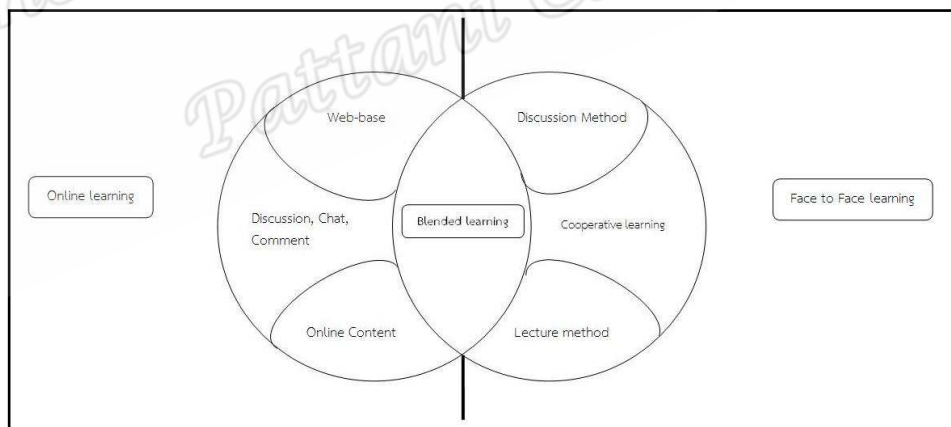 Pattani
Web-base
Discussion Method
Online learning
Face to Face learning
Discussion, Chat,
Comment
Blended learning
Cooperative learning
Online Content
Lecture method